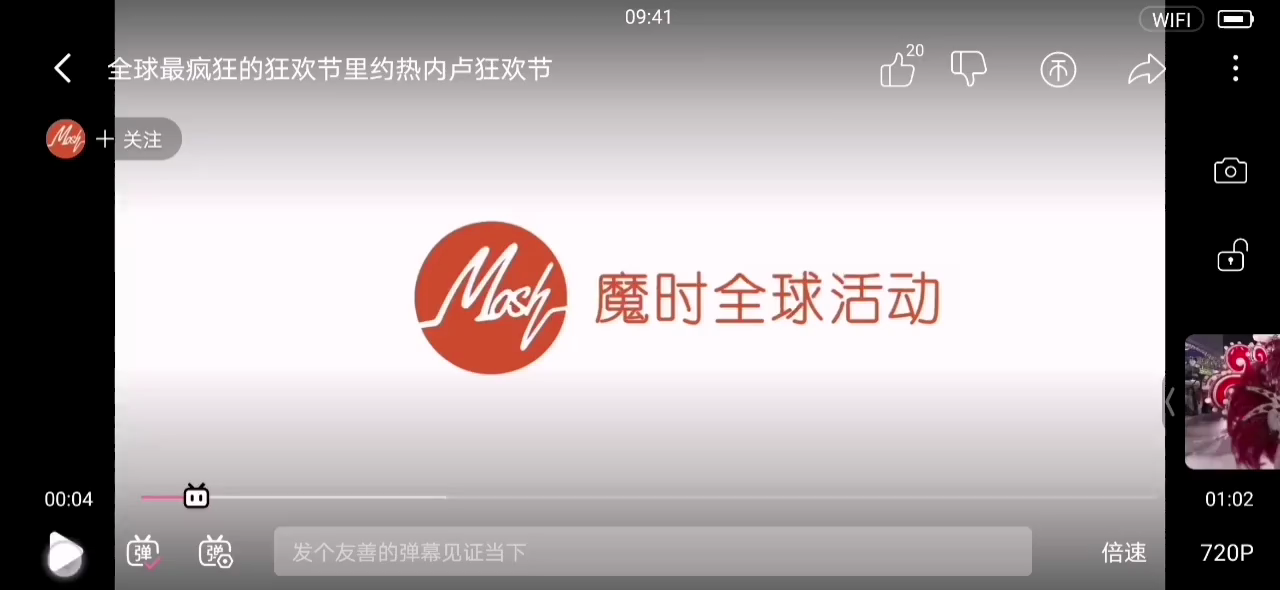 09:41
WIFI
全球最疯狂的狂欢节里约热内卢狂欢节
20
Mosh
关注
Mosh
魔时全球活动
00:04
01:02
弹
弹
发个友善的弹幕见证当下
倍速
720P